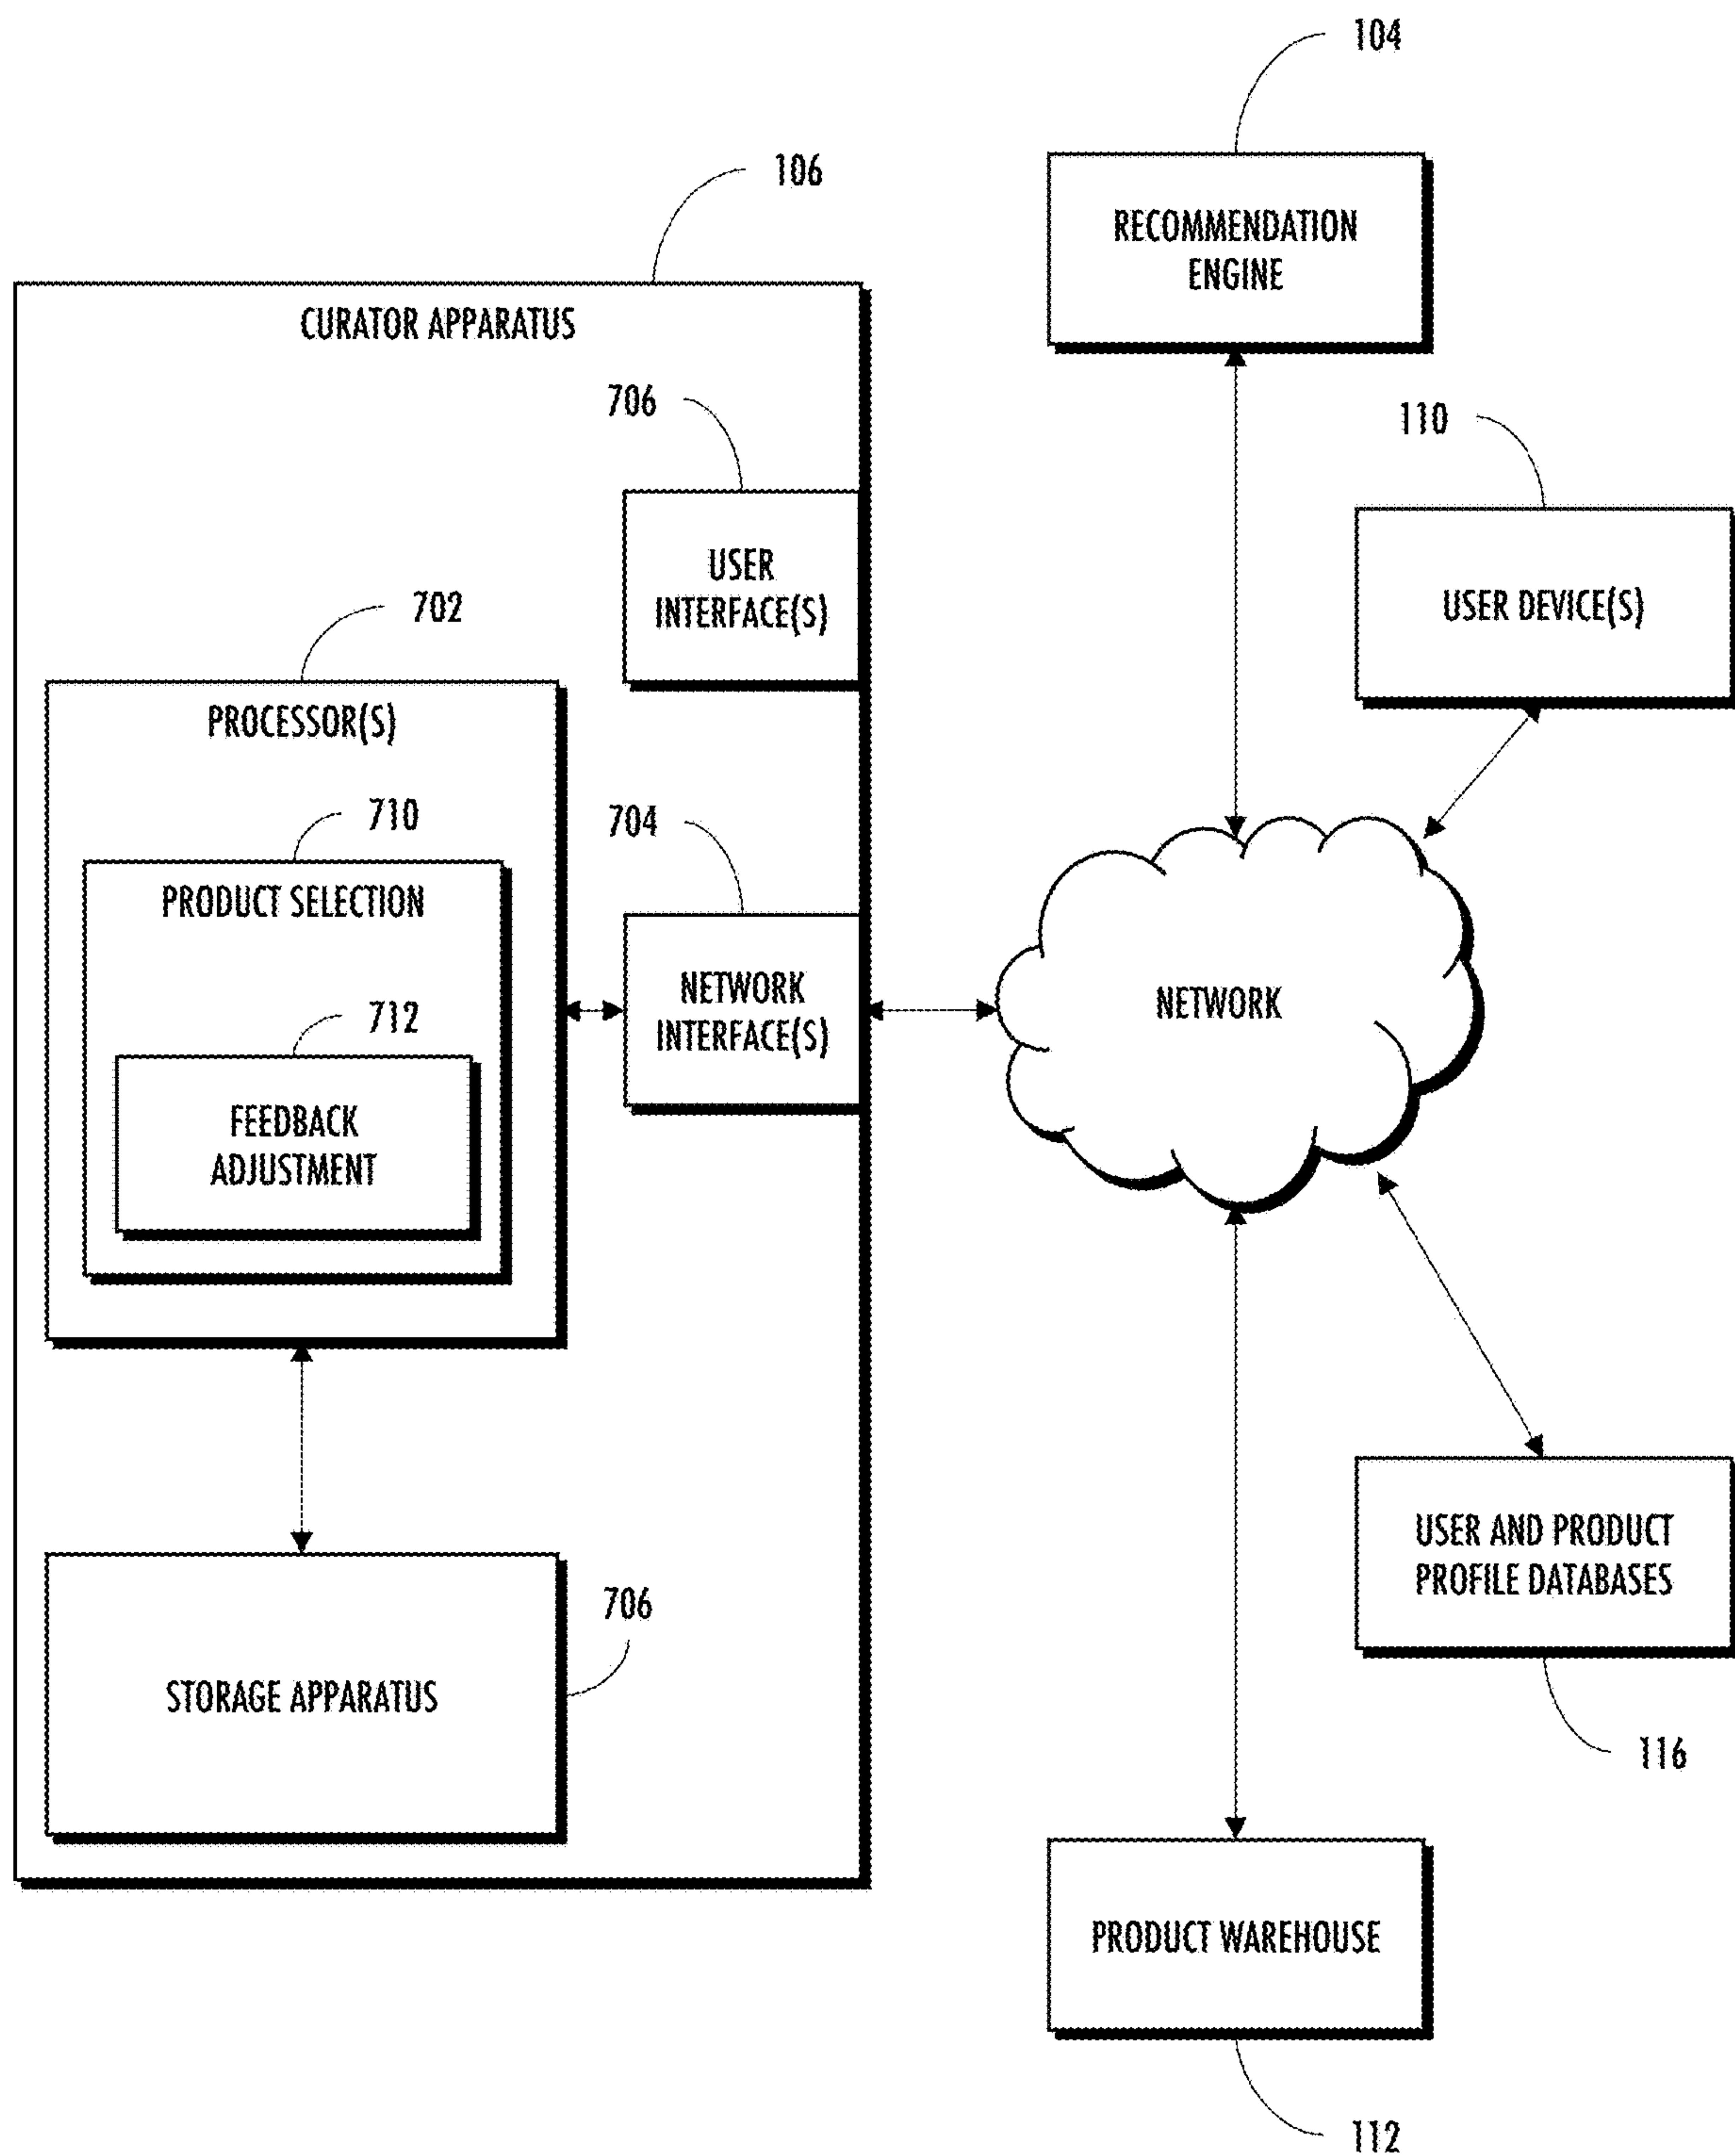 104
RECOMMENDATION
ENGINE
106
CURATOR APPARATUS
706
USER
INTERFACE(S)
110
USER DEVICE(S)
702
PROCESSOR(S)
710
PRODUCT SELECTION
712
FEEDBACK
ADJUSTMENT
704
NETWORK
INTERFACE(S)
NETWORK
706
STORAGE APPARATUS
USER AND PRODUCT
PROFILE DATABASES
116
PRODUCT WAREHOUSE
112